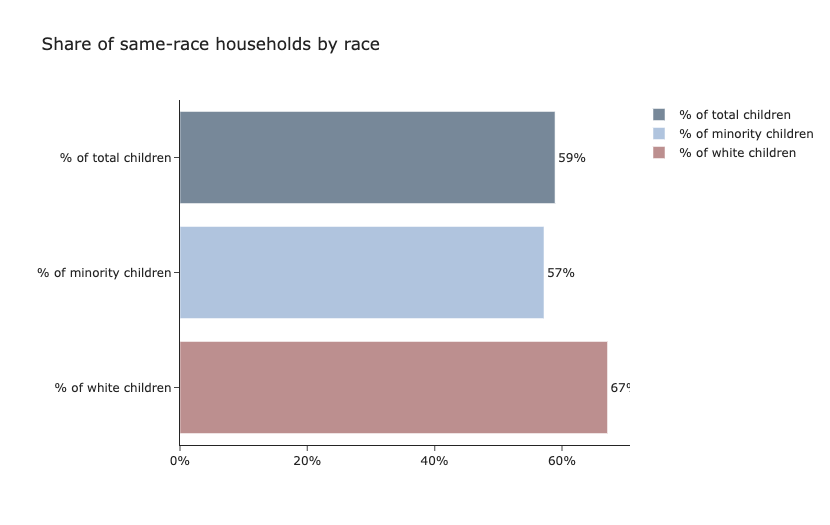 Share of same-race households by race
% of total children
% of minority children
% of white children
% of total children
59%
% of minority children
57%
% of white children
67%
0%
20%
40%
60%